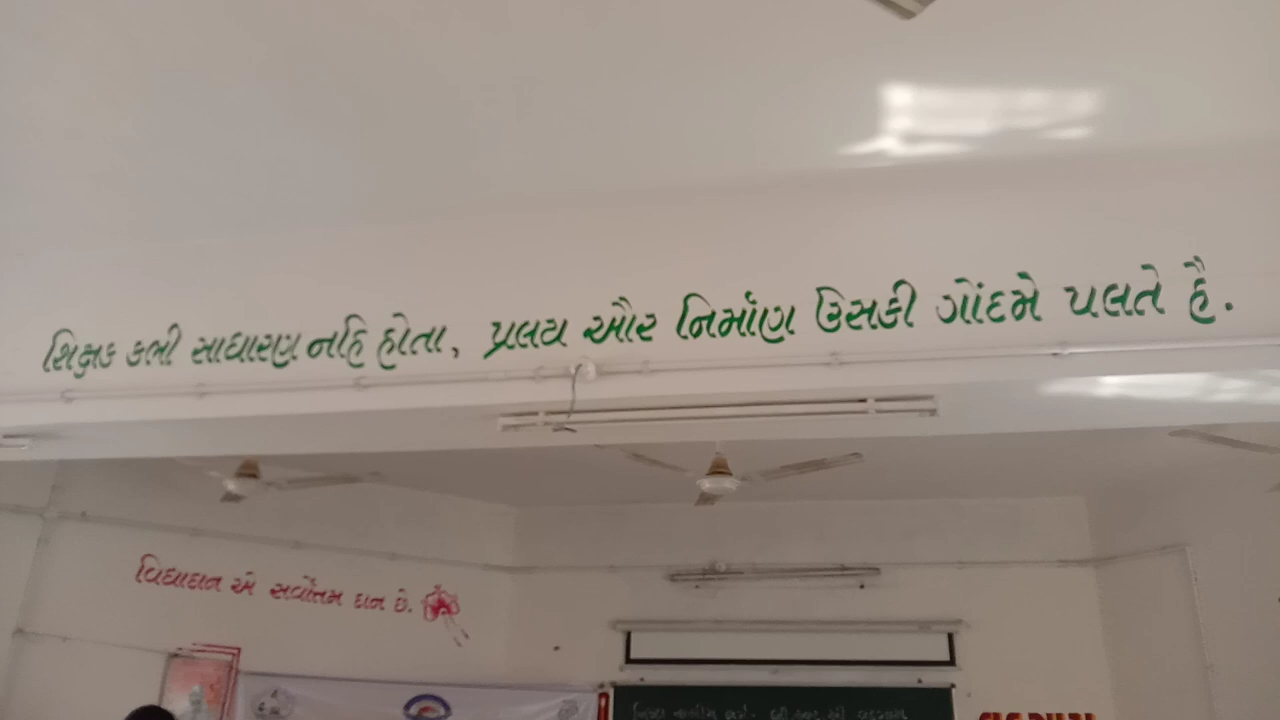 શિક્ષક કભી સાધારણ નહિ હોતા, પ્રલય ઔર નિર્માણ ઉસકી ગોંદમે પલતે હૈ.
વિદ્યાદાન એ સર્વોત્તમ દાન છે.